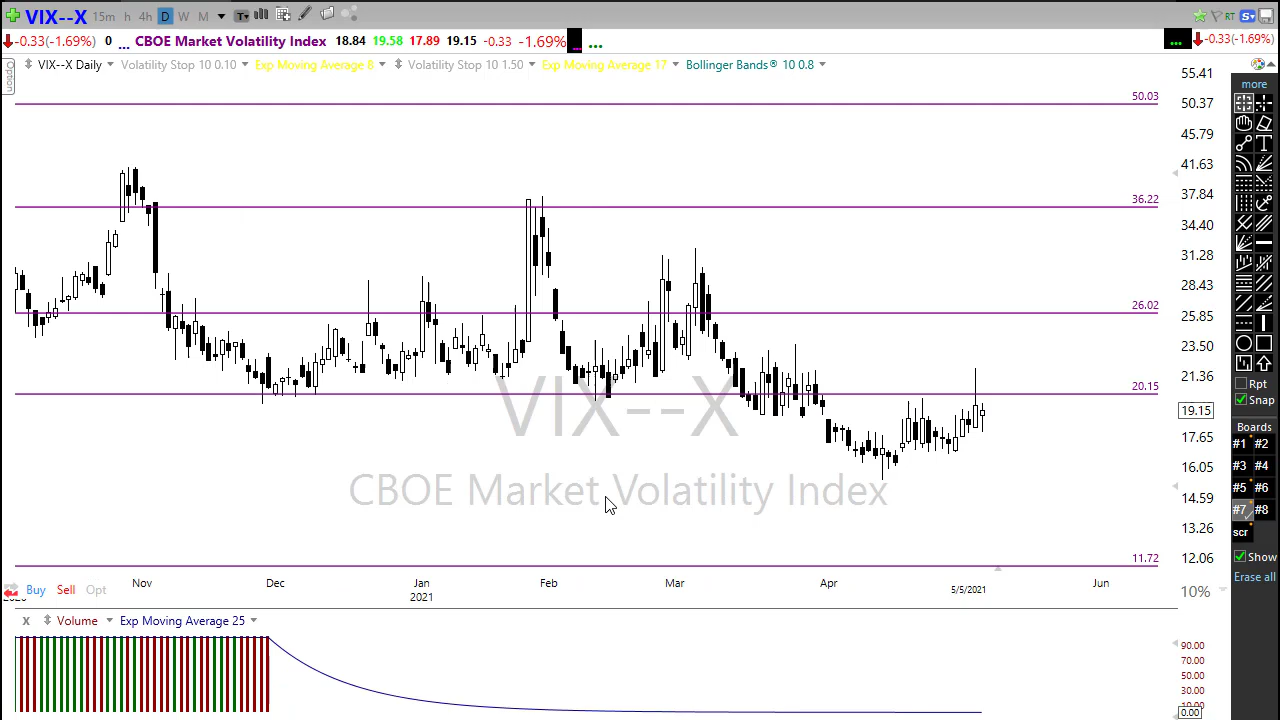 VIX--X 15m h 4h D W M T RT S
-0.33(-1.69%) 0 ... CBOE Market Volatility Index 18.84 19.58 17.89 19.15 -0.33 -1.69% ... ... ... -0.33(-1.69%)
Option VIX--X Daily Volatility Stop 10 0.10 Exp Moving Average 8 Volatility Stop 10 1.50 Exp Moving Average 17 Bollinger Bands® 10 0.8
55.41
more
50.03
50.37
45.79
41.63
37.84
36.22
34.40
31.28
28.43
26.02
25.85
23.50
21.36
20.15
Rpt
Snap
19.15
VIX--X
Boards
17.65
#1 #2
16.05
#3 #4
CBOE Market Volatility Index
#5 #6
14.59
#7 #8
13.26
scr
11.72
12.06
Show
Nov Dec Jan Feb Mar Apr Jun
Erase all
Buy Sell Opt
2021 5/5/2021
10%
x Volume Exp Moving Average 25
90.00
70.00
50.00
30.00
10.00
0.00